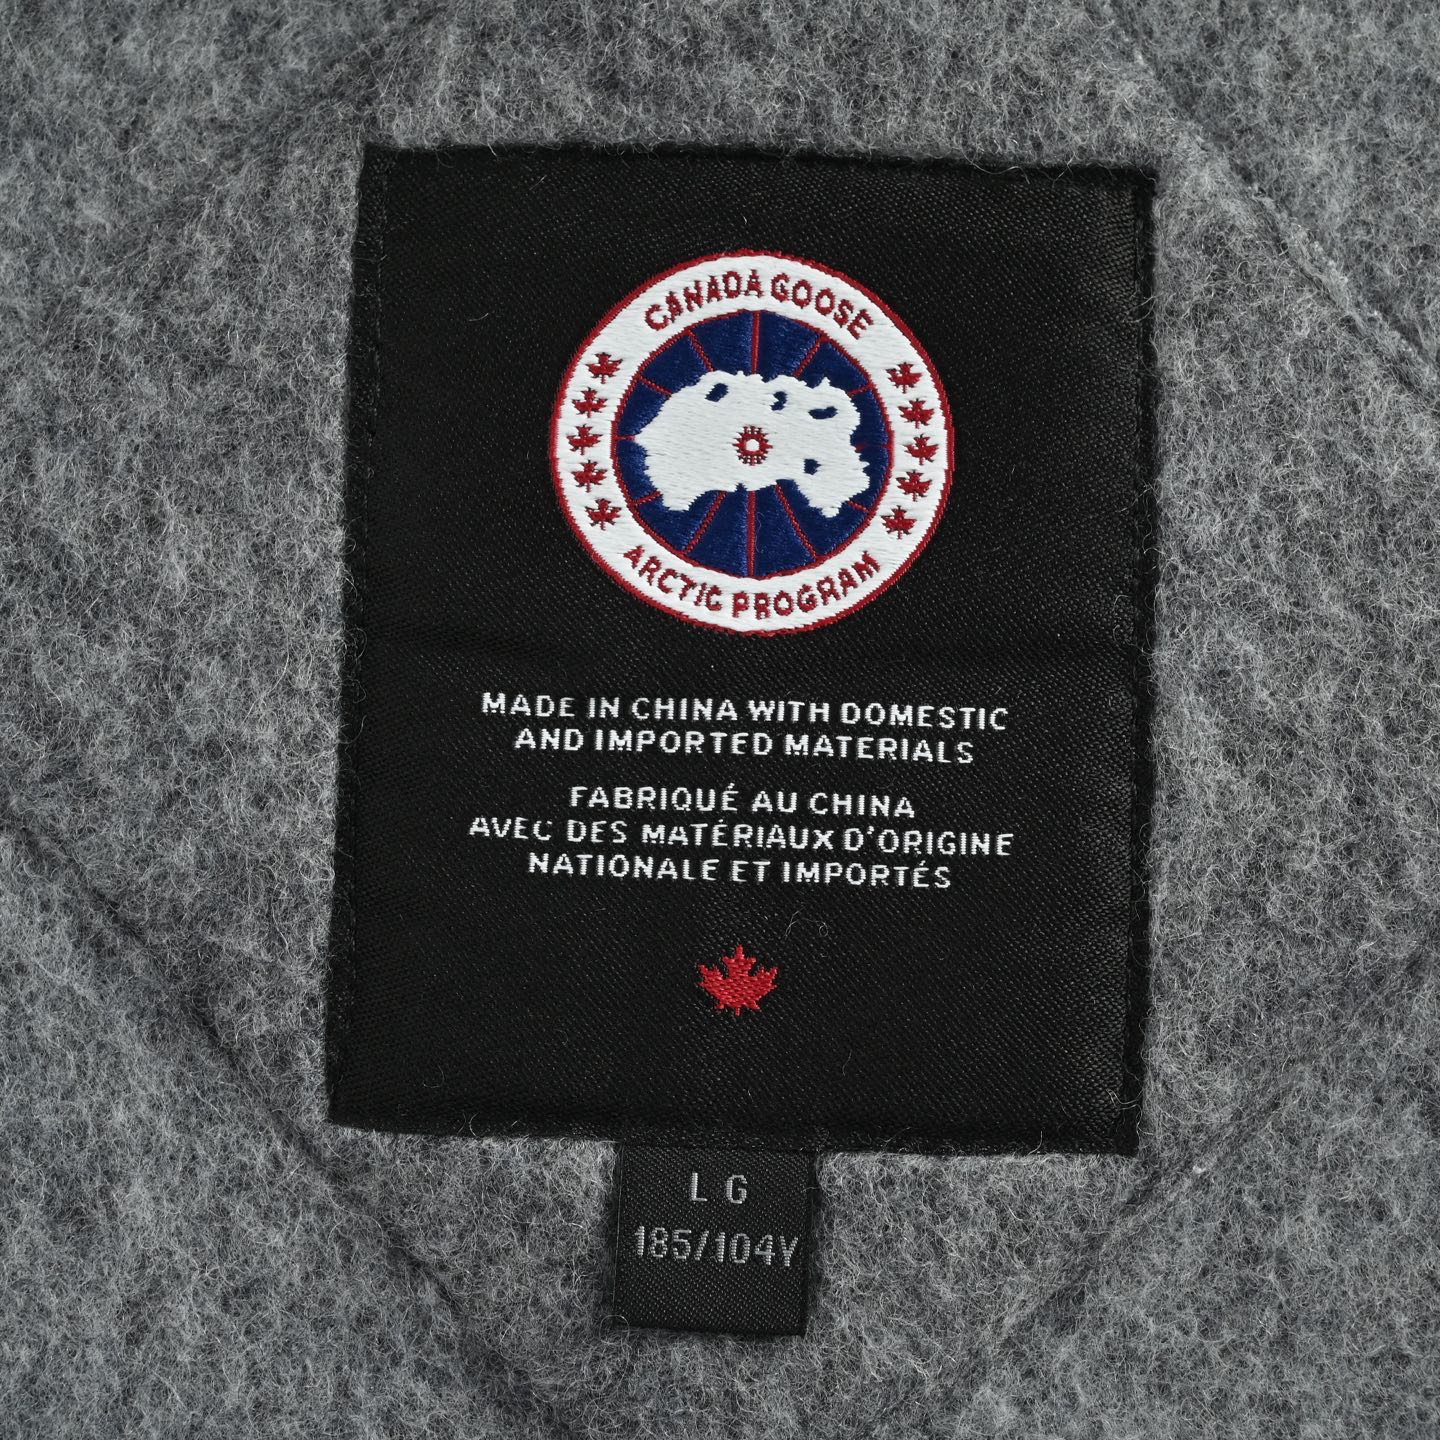 CANADA GOOSE
ARCTIC PROGRAM
MADE IN CHINA WITH DOMESTIC
AND IMPORTED MATERIALS
FABRIQUÉ AU CHINA
AVEC DES MATÉRIAUX D'ORIGINE
NATIONALE ET IMPORTÉS
LG
185/104Y